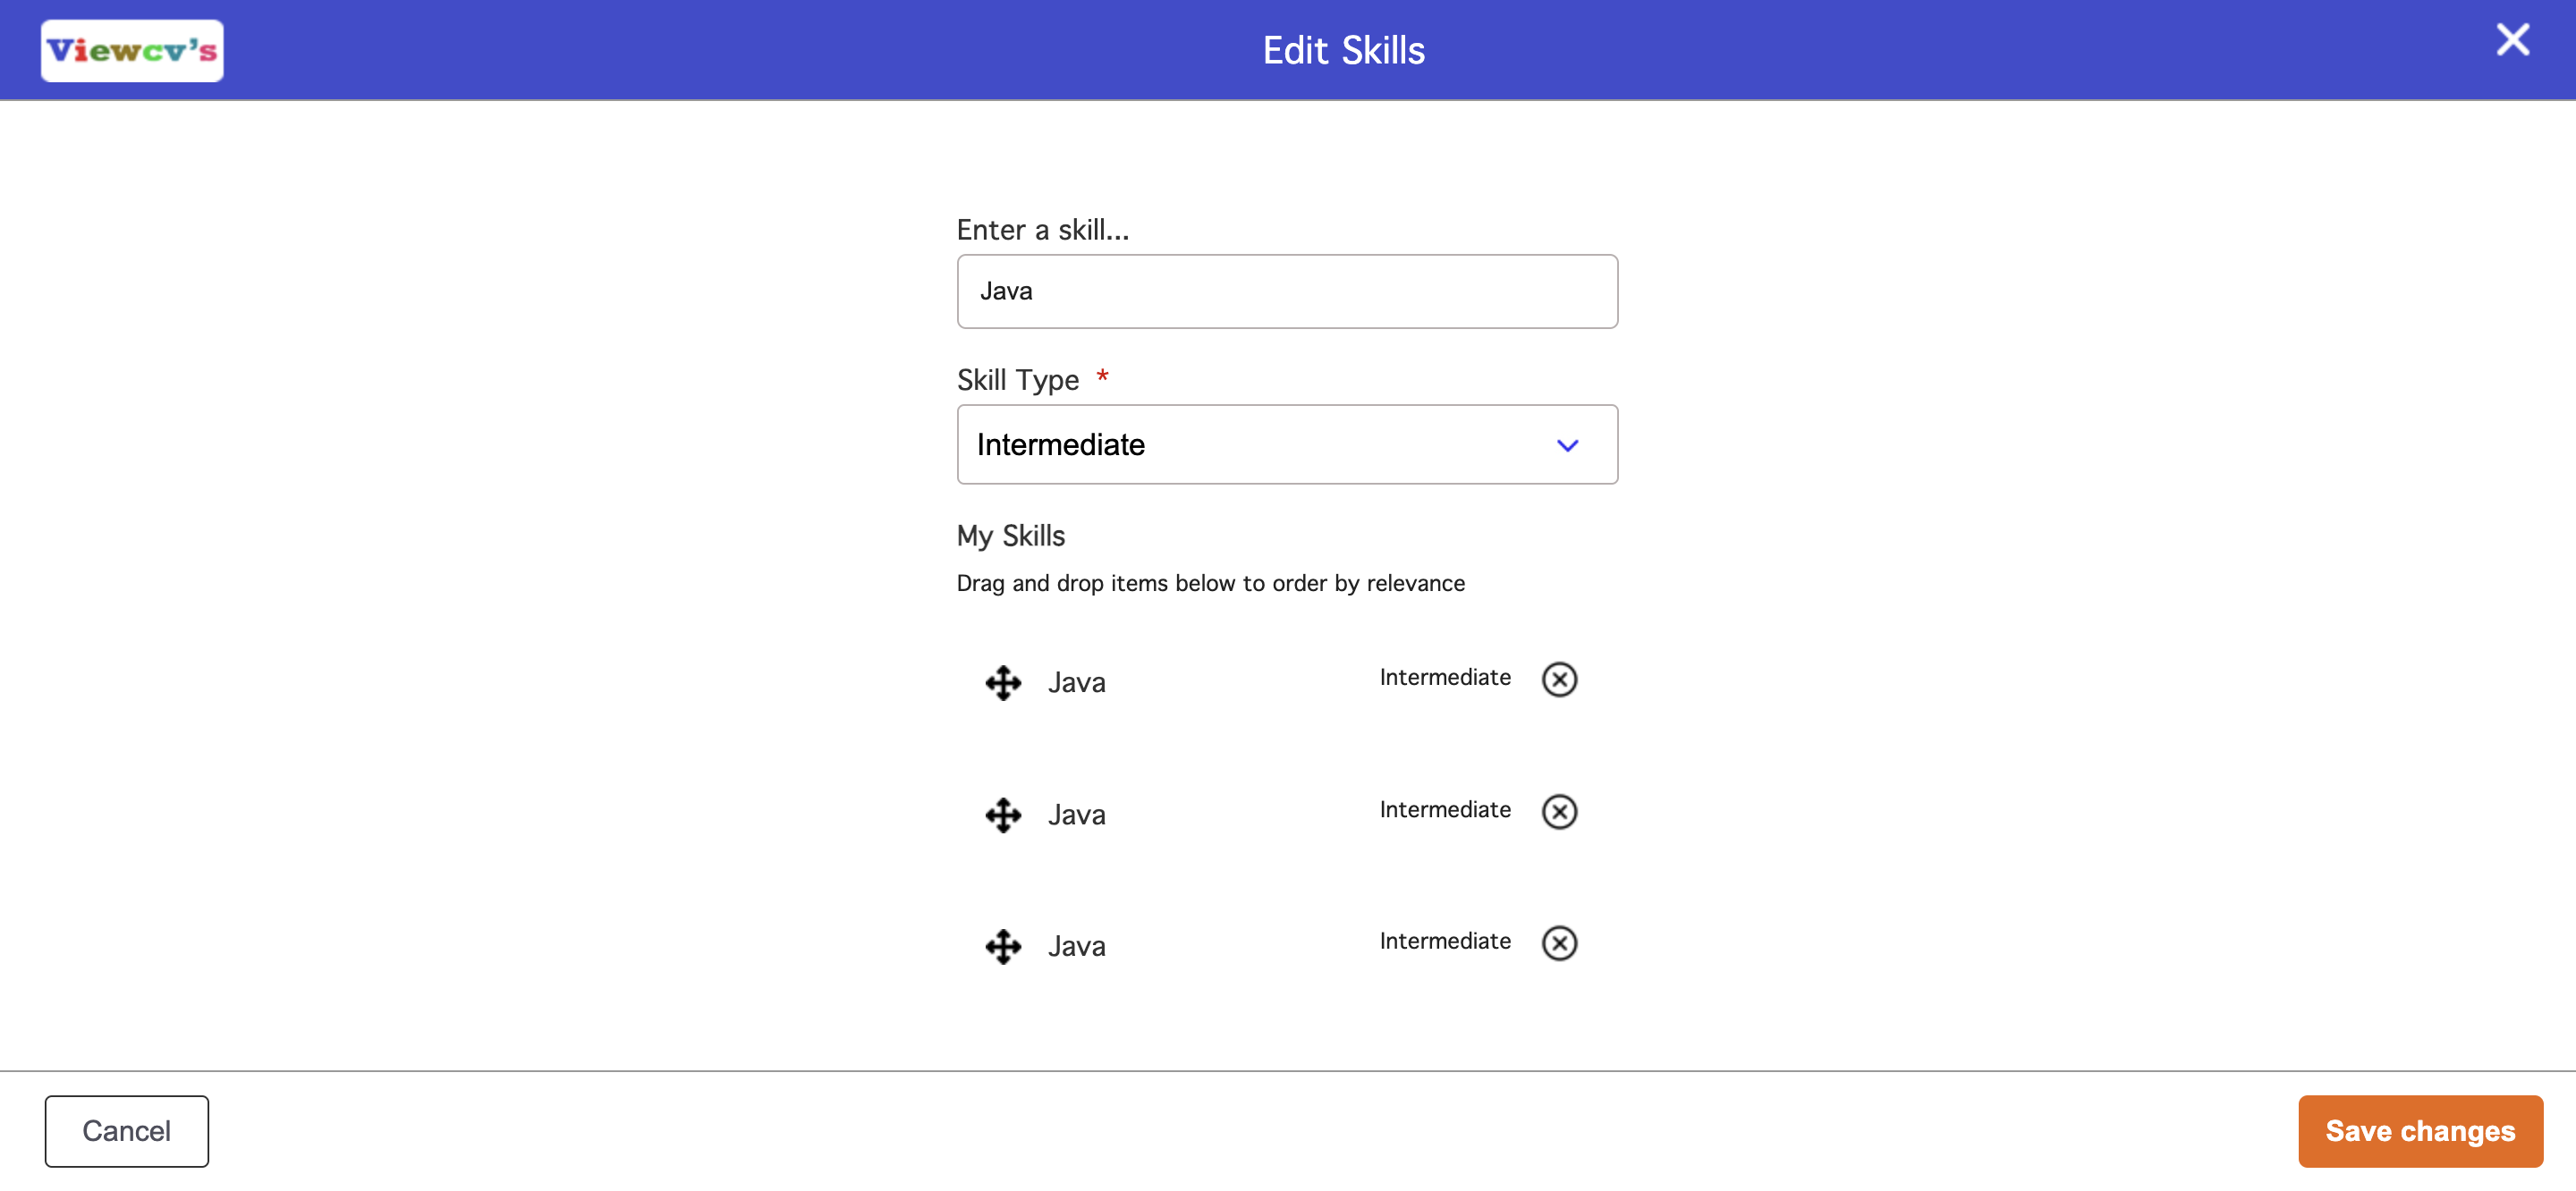 Viewcv's
Edit Skills
Enter a skill...
Java
Skill Type *
Intermediate
My Skills
Drag and drop items below to order by relevance
Java Intermediate
Java Intermediate
Java Intermediate
Cancel
Save changes